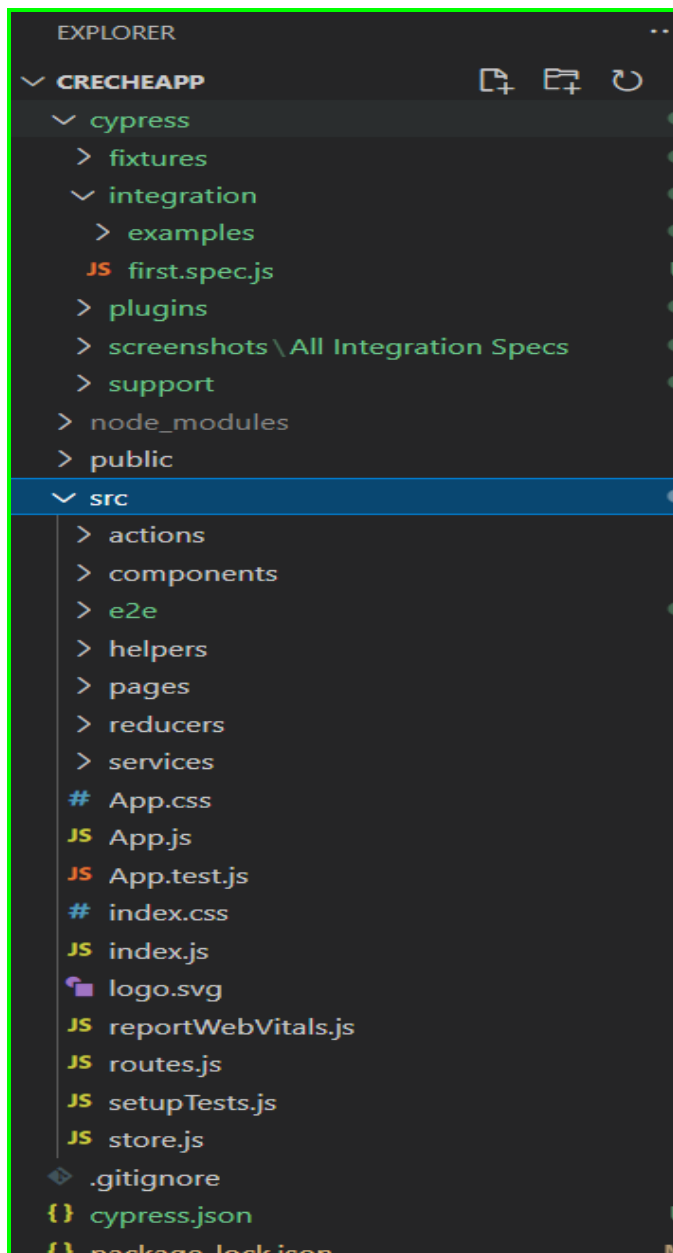 EXPLORER
CRECHEAPP
cypress
fixtures
integration
examples
JS first.spec.js
plugins
screenshots\All Integration Specs
support
node_modules
public
src
actions
components
e2e
helpers
pages
reducers
services
# App.css
JS App.js
JS App.test.js
# index.css
JS index.js
logo.svg
JS reportWebVitals.js
JS routes.js
JS setupTests.js
JS store.js
.gitignore
{} cypress.json
{} package-lock.json